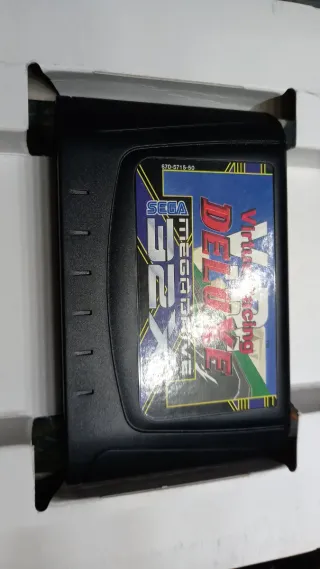 670-5715-50
Virtua Racing
DELUXE
SEGA
MEGADRIVE
32X